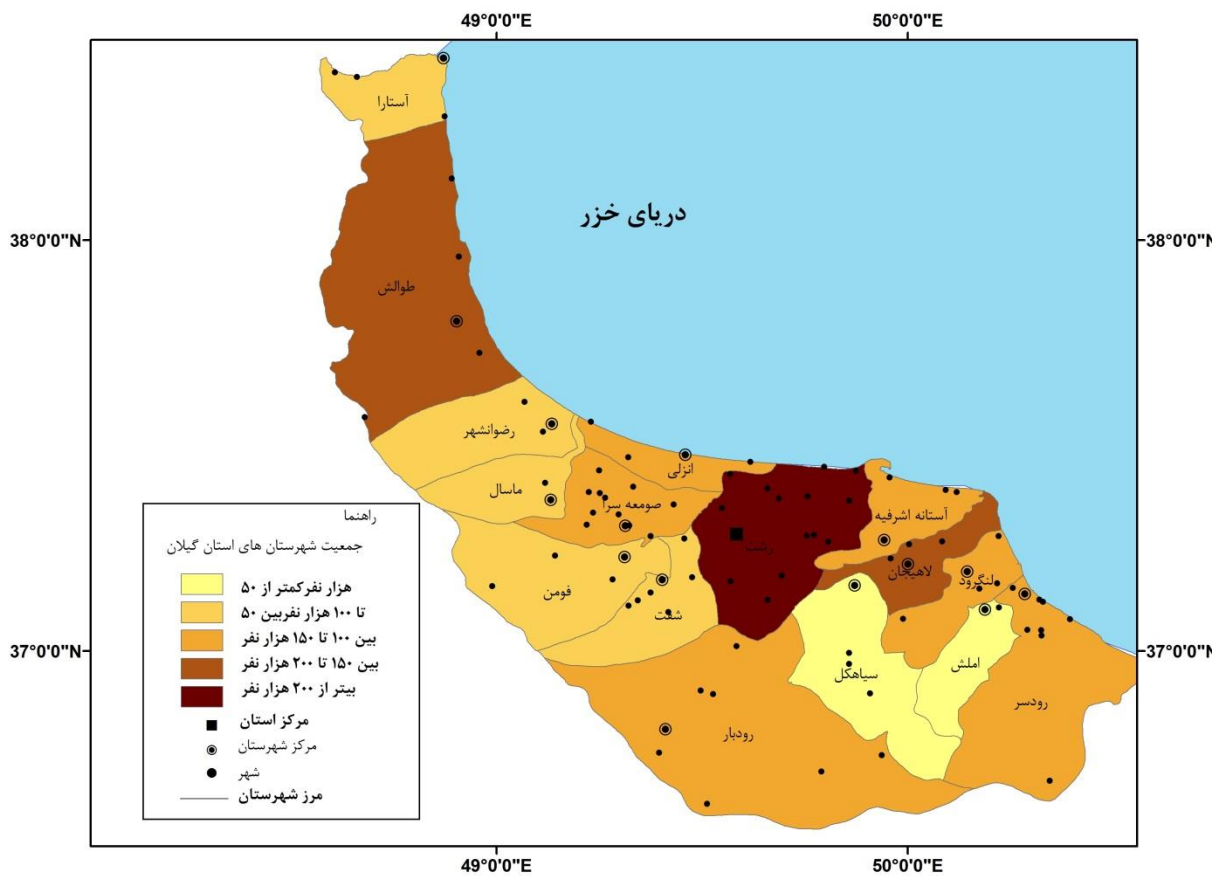 49°0'0"E
50°0'0"E
آستارا
دریای خزر
38°0'0"N
38°0'0"N
طوالش
رضوانشهر
انزلی
ماسال
صومعه سرا
آستانه اشرفیه
رشت
لاهیجان
لنگرود
فومن
شفت
37°0'0"N
37°0'0"N
املش
سیاهکل
رودسر
رودبار
راهنما
جمعیت شهرستان های استان گیلان
هزار نفرکمتر از ۵۰
تا ۱۰۰ هزار نفربین ۵۰
بین ۱۰۰ تا ۱۵۰ هزار نفر
بین ۱۵۰ تا ۲۰۰ هزار نفر
بیتر از ۲۰۰ هزار نفر
مرکز استان
مرکز شهرستان
شهر
مرز شهرستان
49°0'0"E
50°0'0"E